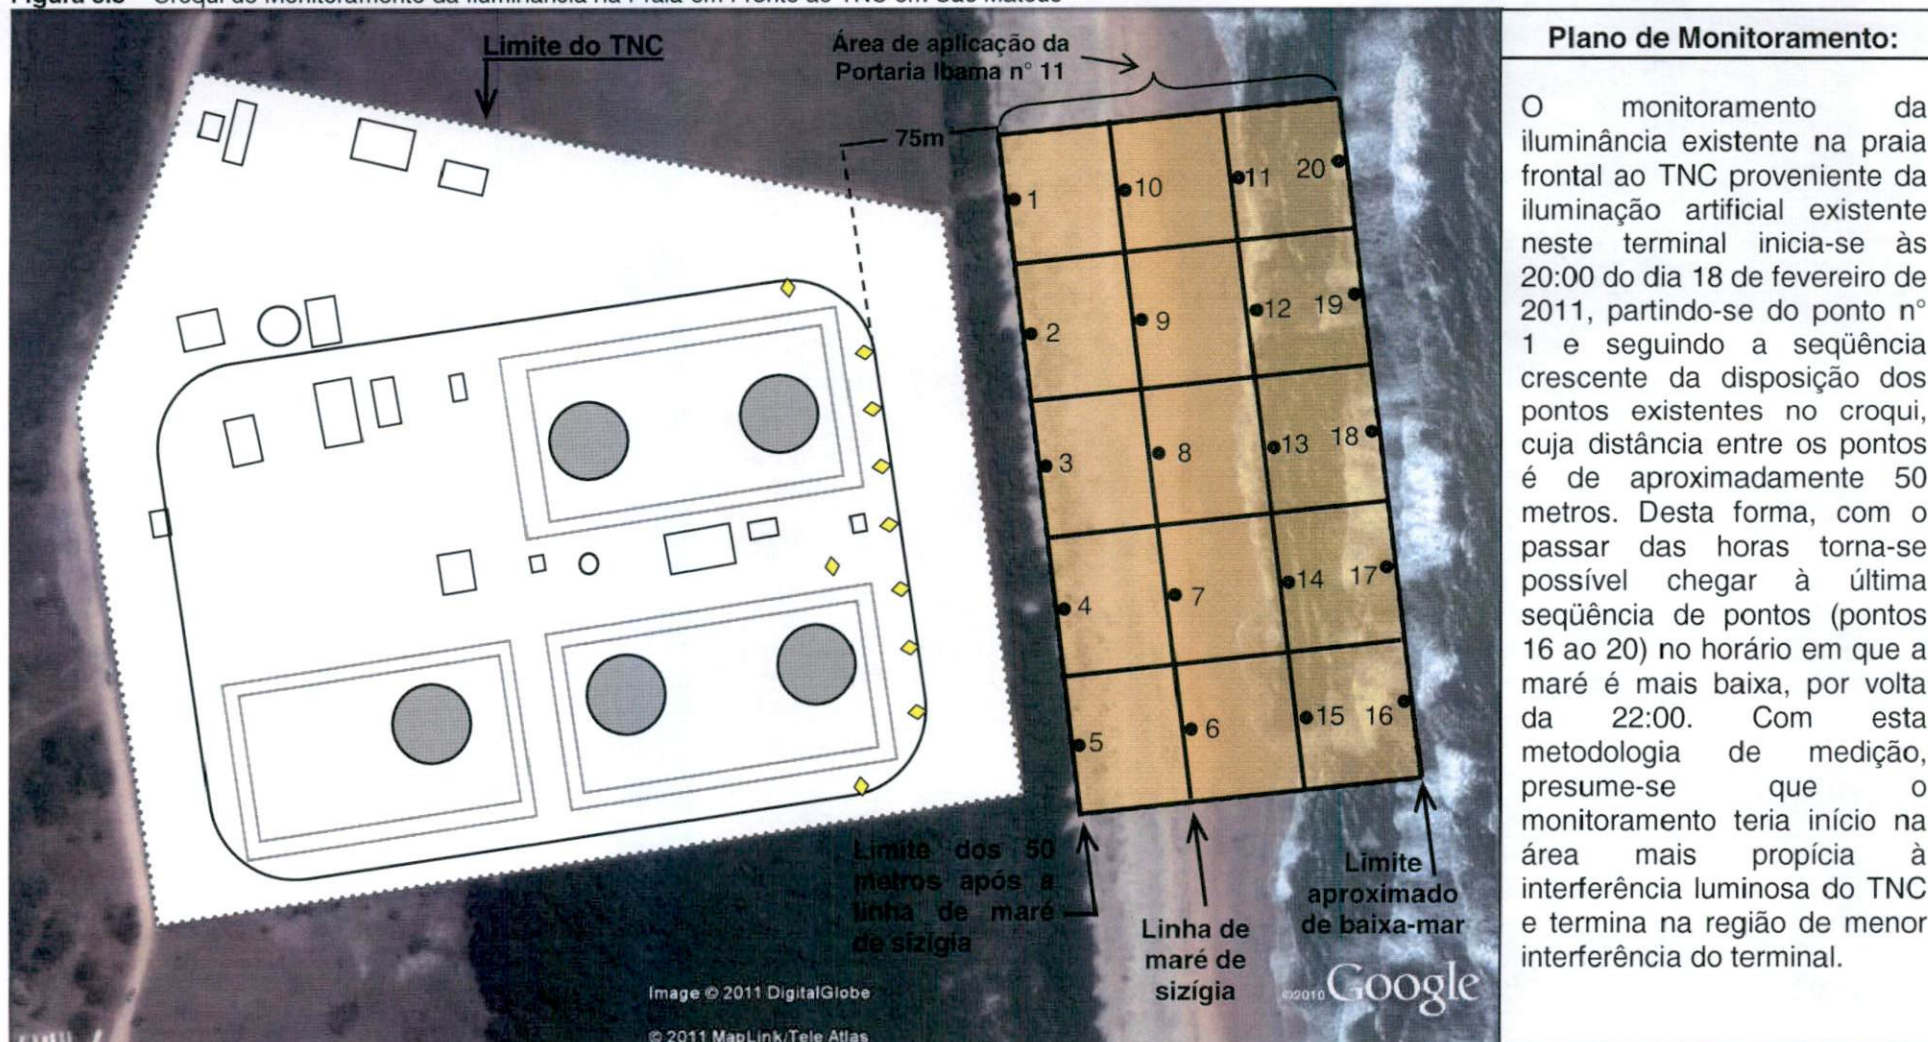 Limite do TNC
Área de aplicação da
Portaria Ibama n° 11
75m
1
10
11
20
2
9
12
19
3
8
13
18
4
7
14
17
5
6
15
16
Limite dos 50
metros após a
linha de maré
de sizígia
Linha de
maré de
sizígia
Limite
aproximado
de baixa-mar
Image © 2011 DigitalGlobe
© 2011 MapLink/Tele Atlas
©2010 Google
Plano de Monitoramento:
O monitoramento da
iluminância existente na praia
frontal ao TNC proveniente da
iluminação artificial existente
neste terminal inicia-se às
20:00 do dia 18 de fevereiro de
2011, partindo-se do ponto n°
1 e seguindo a seqüência
crescente da disposição dos
pontos existentes no croqui,
cuja distância entre os pontos
é de aproximadamente 50
metros. Desta forma, com o
passar das horas torna-se
possível chegar à última
seqüência de pontos (pontos
16 ao 20) no horário em que a
maré é mais baixa, por volta
da 22:00. Com esta
metodologia de medição,
presume-se que o
monitoramento teria início na
área mais propícia à
interferência luminosa do TNC
e termina na região de menor
interferência do terminal.